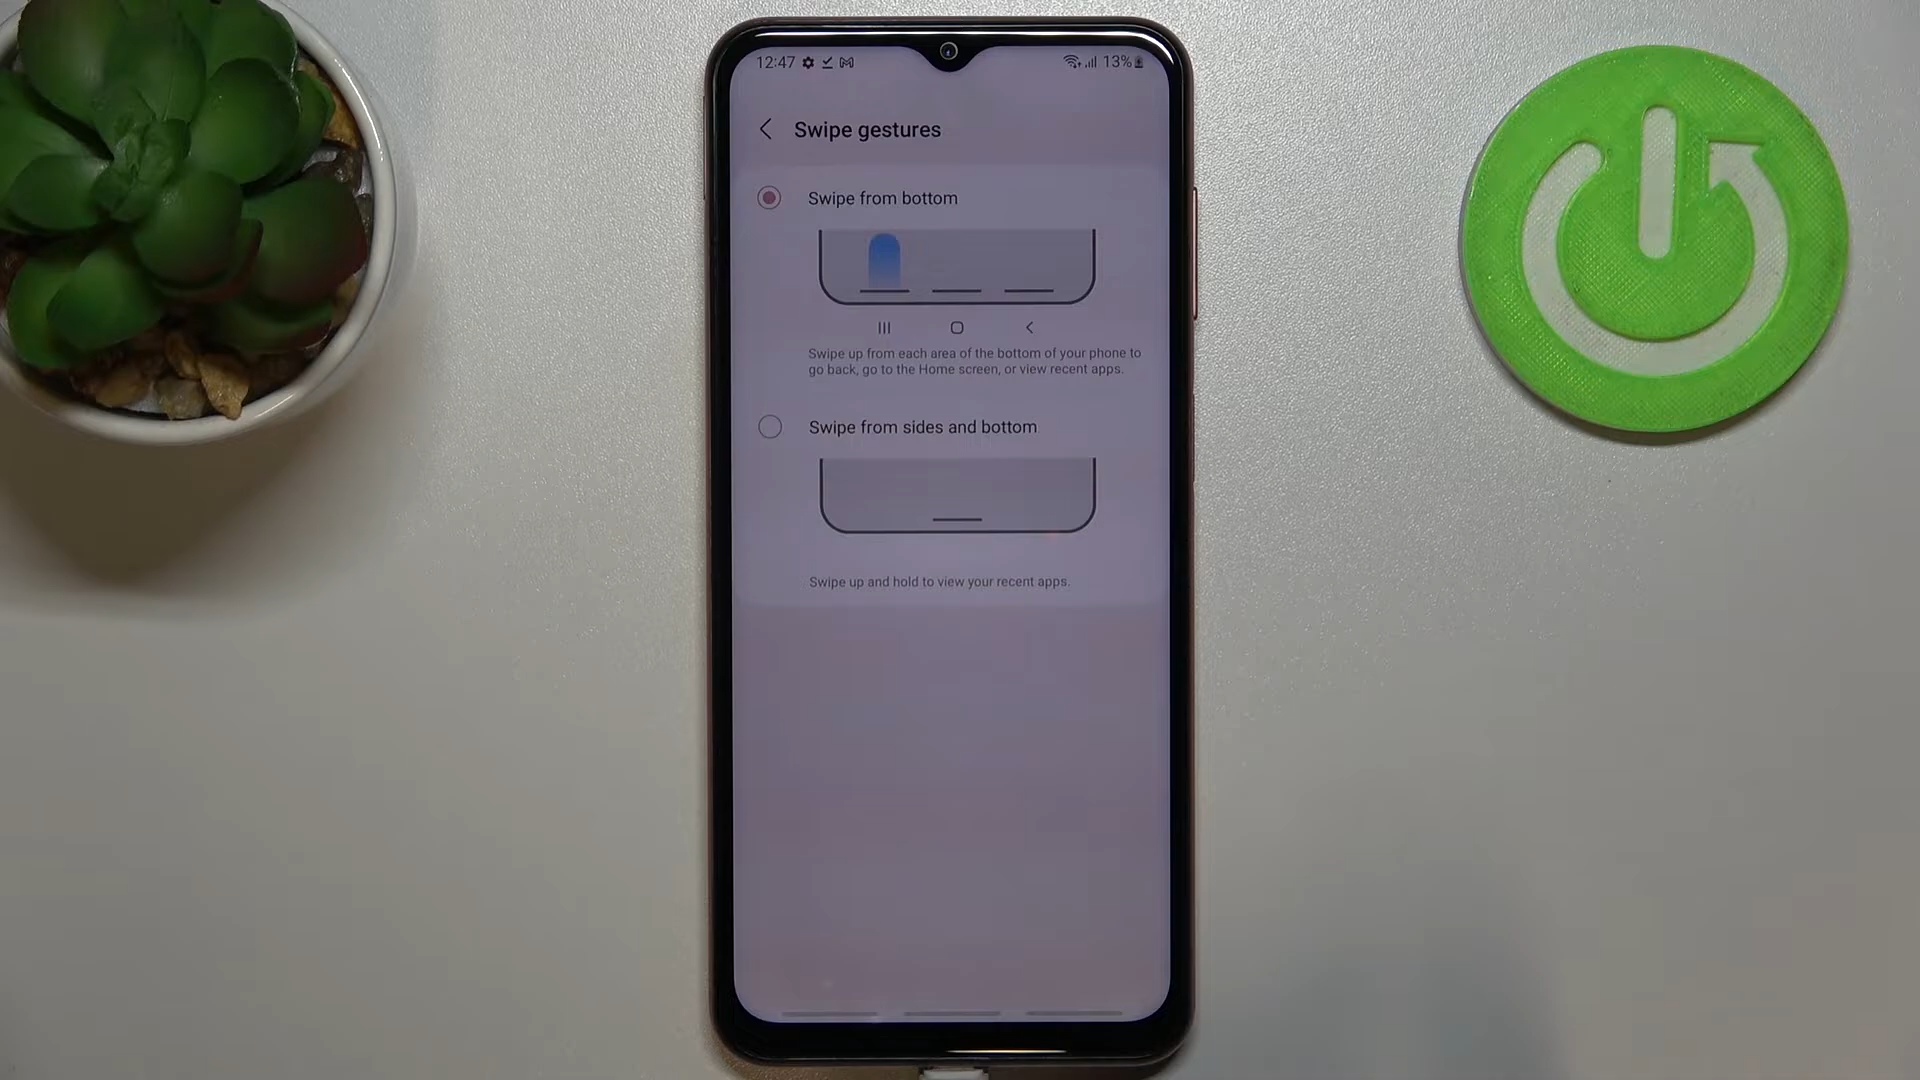 12:47
13%
Swipe gestures
Swipe from bottom
Swipe up from each area of the bottom of your phone to
go back, go to the Home screen, or view recent apps.
Swipe from sides and bottom
Swipe up and hold to view your recent apps.